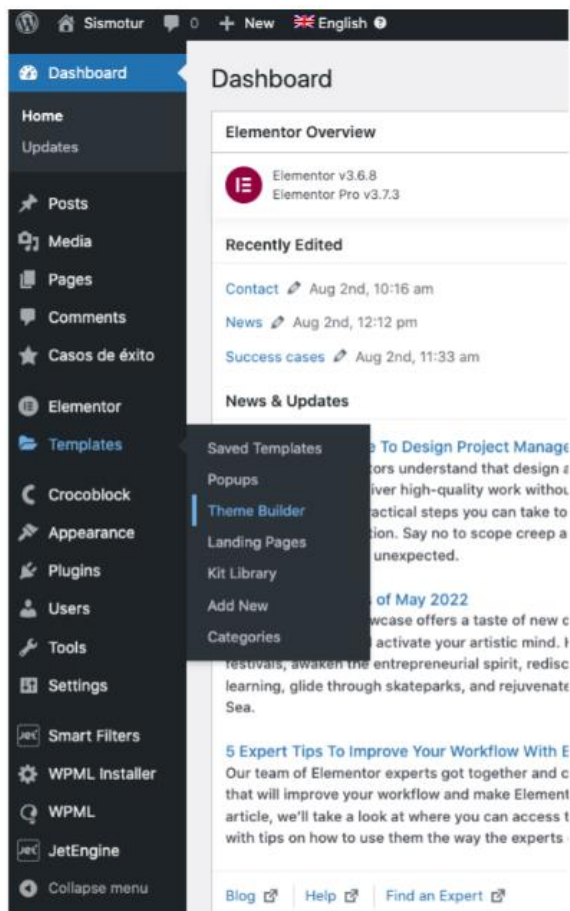 Sismotur 0 + New English
Dashboard
Home
Updates
Posts
Media
Pages
Comments
Casos de éxito
Elementor
Templates
Crocoblock
Appearance
Plugins
Users
Tools
Settings
Smart Filters
WPML Installer
WPML
JetEngine
Collapse menu
Saved Templates
Popups
Theme Builder
Landing Pages
Kit Library
Add New
Categories
Dashboard
Elementor Overview
Elementor v3.6.8
Elementor Pro v3.7.3
Recently Edited
Contact Aug 2nd, 10:16 am
News Aug 2nd, 12:12 pm
Success cases Aug 2nd, 11:33 am
News & Updates
To Design Project Manage
understand that design a
high-quality work withou
steps you can take to
Say no to scope creep a
unexpected.
of May 2022
offers a taste of new c
activate your artistic mind. H
festivals, awaken the entrepreneurial spirit, redisc
learning, glide through skateparks, and rejuvenate
Sea.
5 Expert Tips To Improve Your Workflow With E
Our team of Elementor experts got together and c
that will improve your workflow and make Element
article, we'll take a look at where you can access t
with tips on how to use them the way the experts
Blog Help Find an Expert